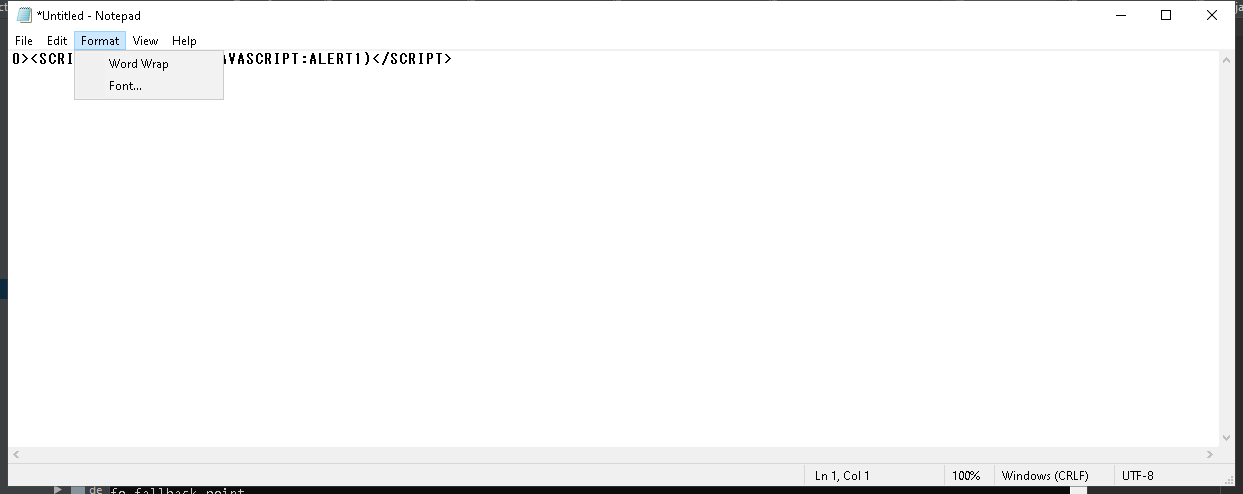 *Untitled - Notepad
File Edit Format View Help
0><SCRI AVASCRIPT:ALERT1)</SCRIPT>
Word Wrap
Font...
Ln 1, Col 1 100% Windows (CRLF) UTF-8
de fo fallback point